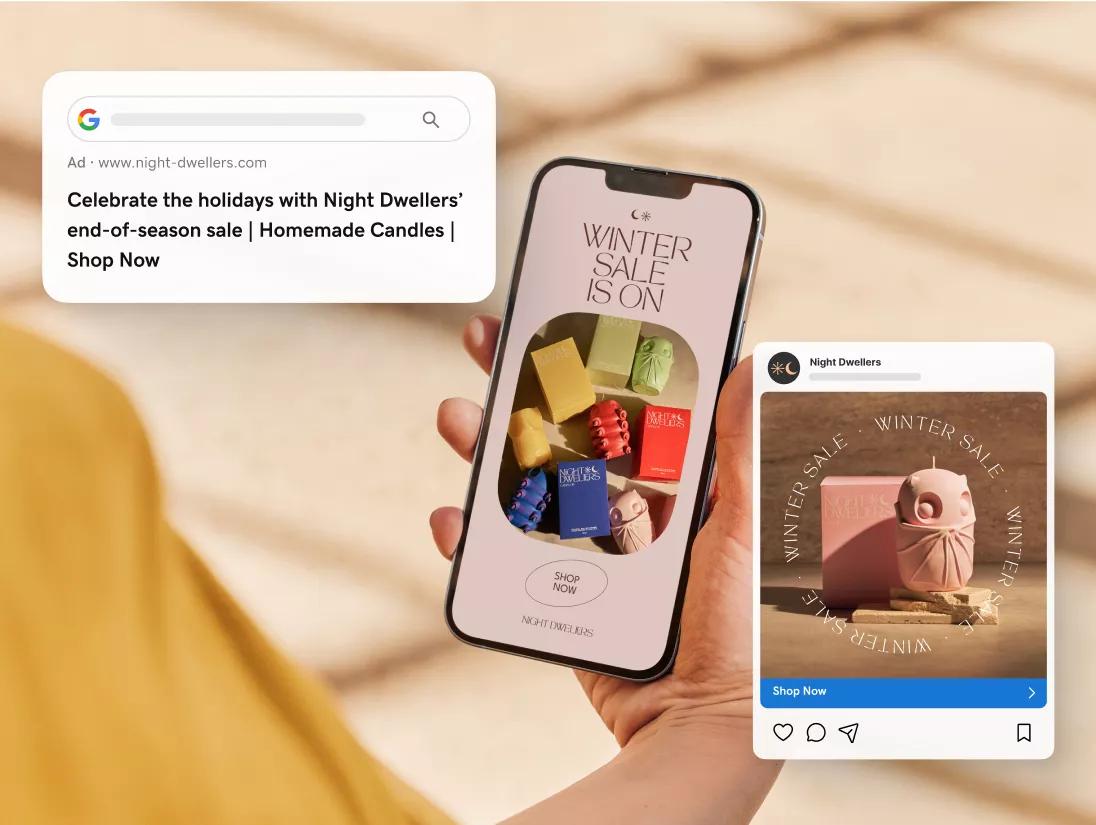 Ad · www.night-dwellers.com
Celebrate the holidays with Night Dwellers’
end-of-season sale | Homemade Candles |
Shop Now
WINTER
SALE
IS ON
NIGHT
DWELLERS
NIGHT
DWELLERS
SHOP
NOW
NIGHT DWELLERS
Night Dwellers
WINTER SALE · WINTER SALE · WINTER SALE · WINTER SALE ·
NIGHT
DWELLERS
Shop Now